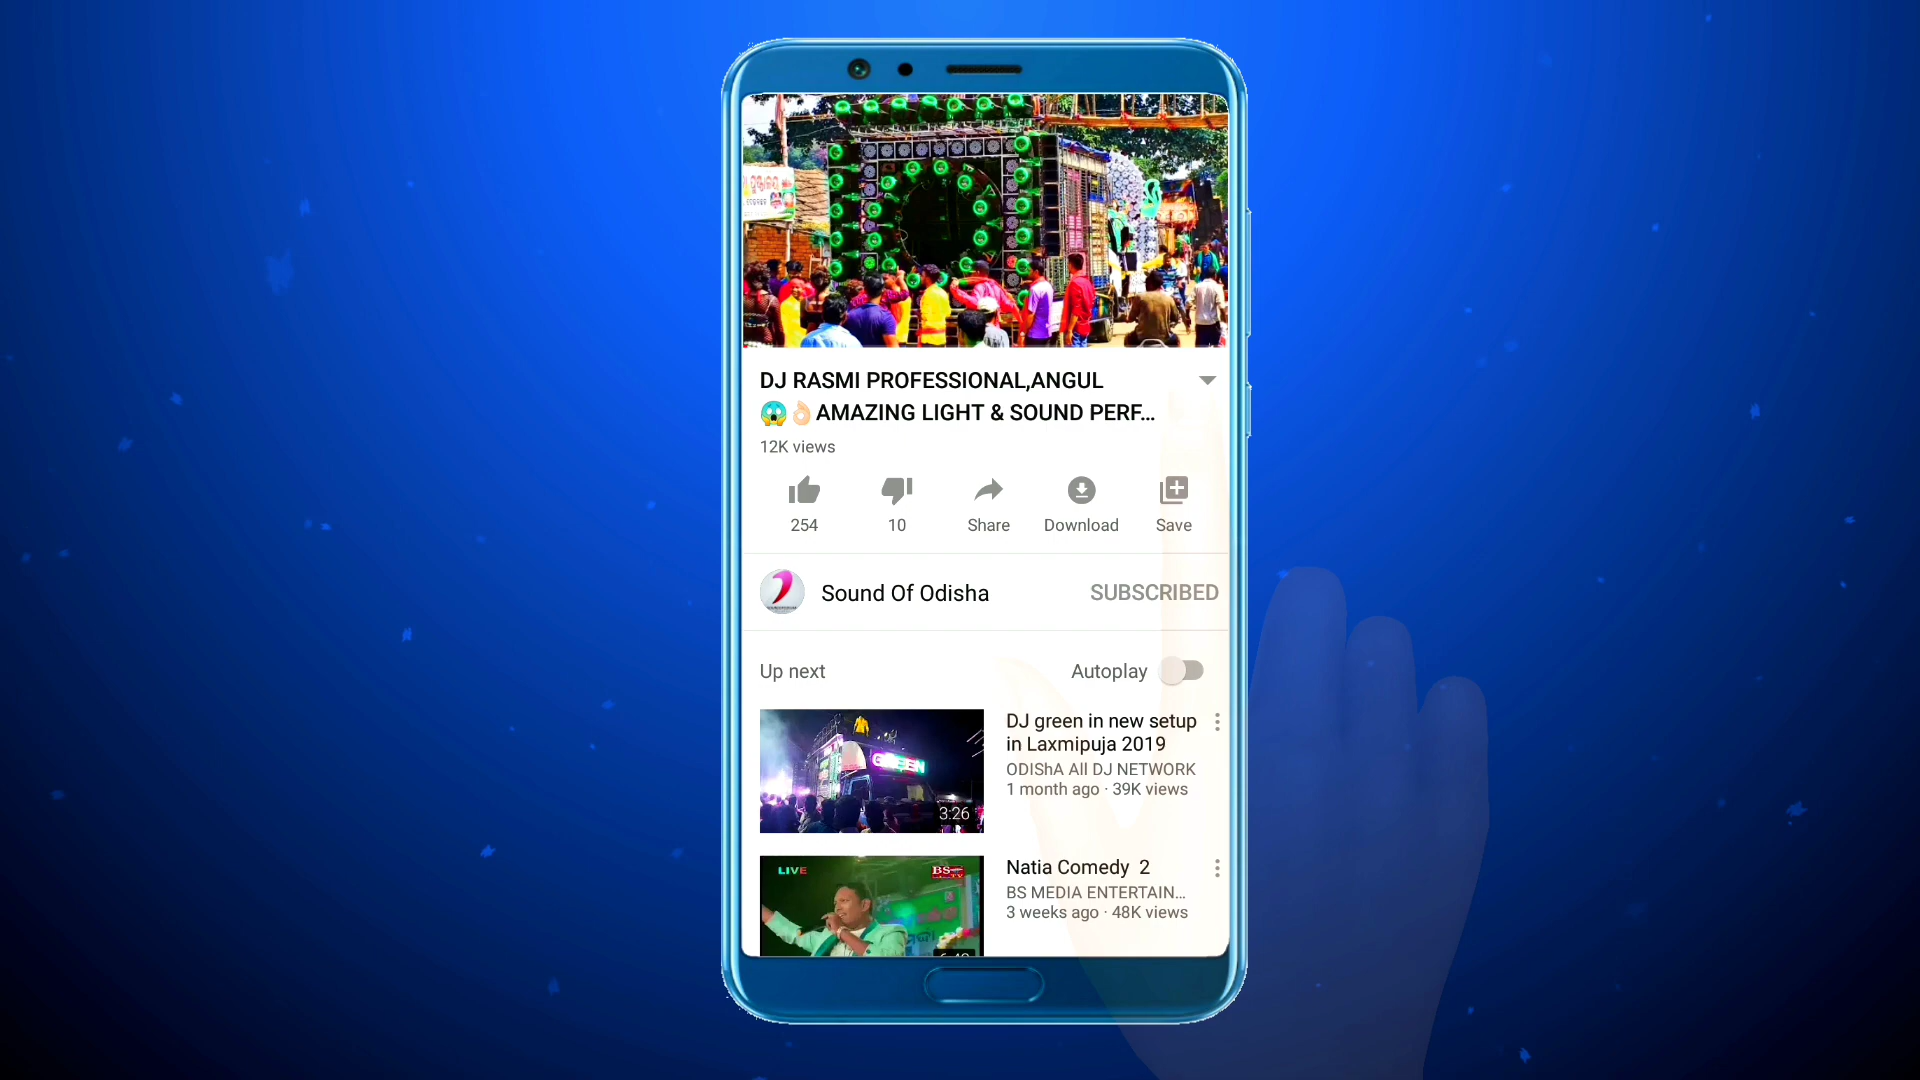 DJ RASMI PROFESSIONAL,ANGUL
😱👌🏻AMAZING LIGHT & SOUND PERF...
12K views
254
10
Share
Download
Save
Sound Of Odisha
SUBSCRIBED
Up next
Autoplay
DJ green in new setup
in Laxmipuja 2019
ODIShA All DJ NETWORK
1 month ago · 39K views
GREEN
3:26
Natia Comedy 2
BS MEDIA ENTERTAIN...
3 weeks ago · 48K views
LIVE
BS
TV